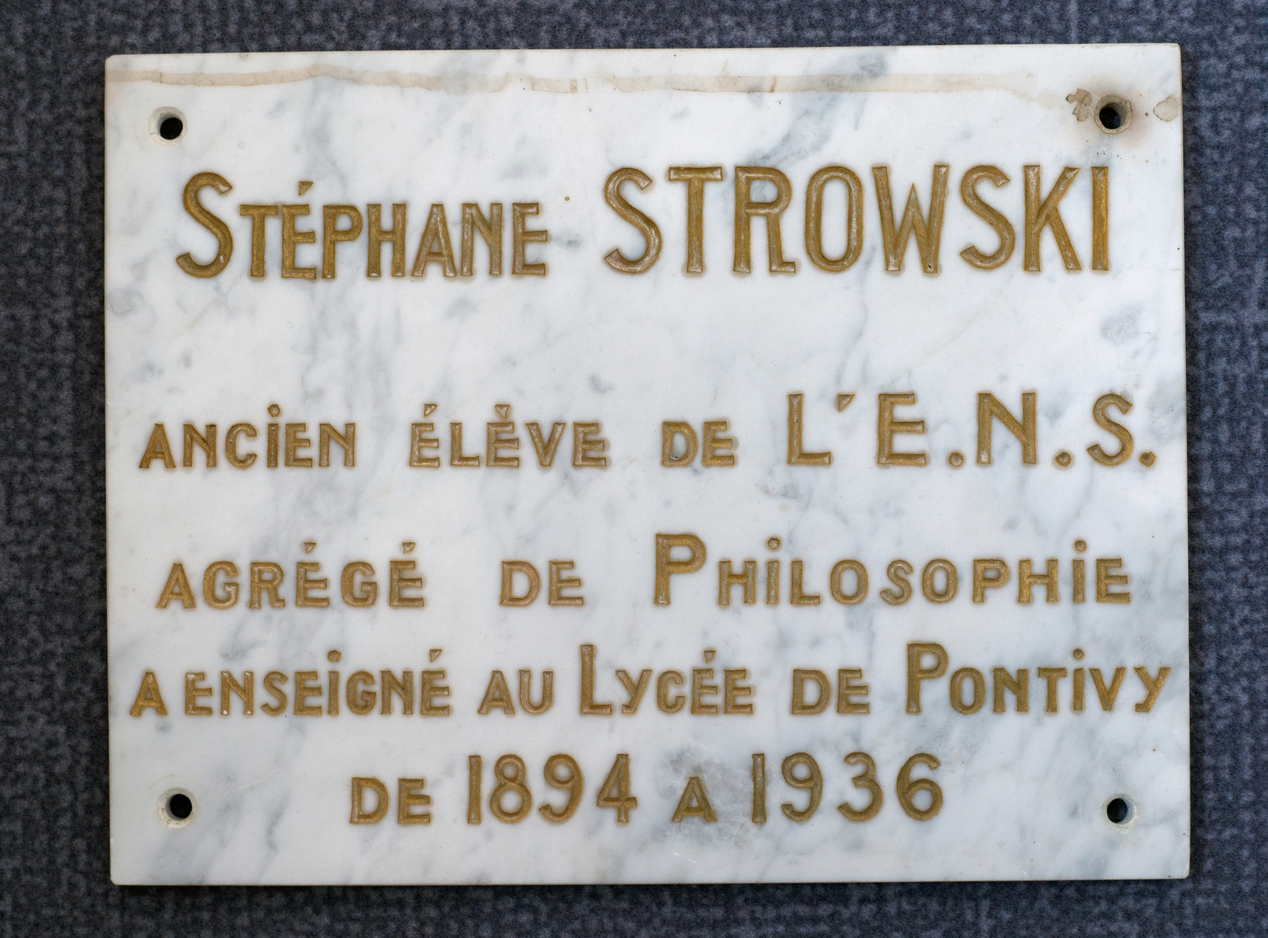 STÉPHANE STROWSKI
ANCiEN ÉLÈVE DE L'E.N.S.
AGRÉGÉ DE PHiLOSOPHiE
A ENSEiGNÉ AU LYCÉE DE PONTiVY
DE 1894 A 1936